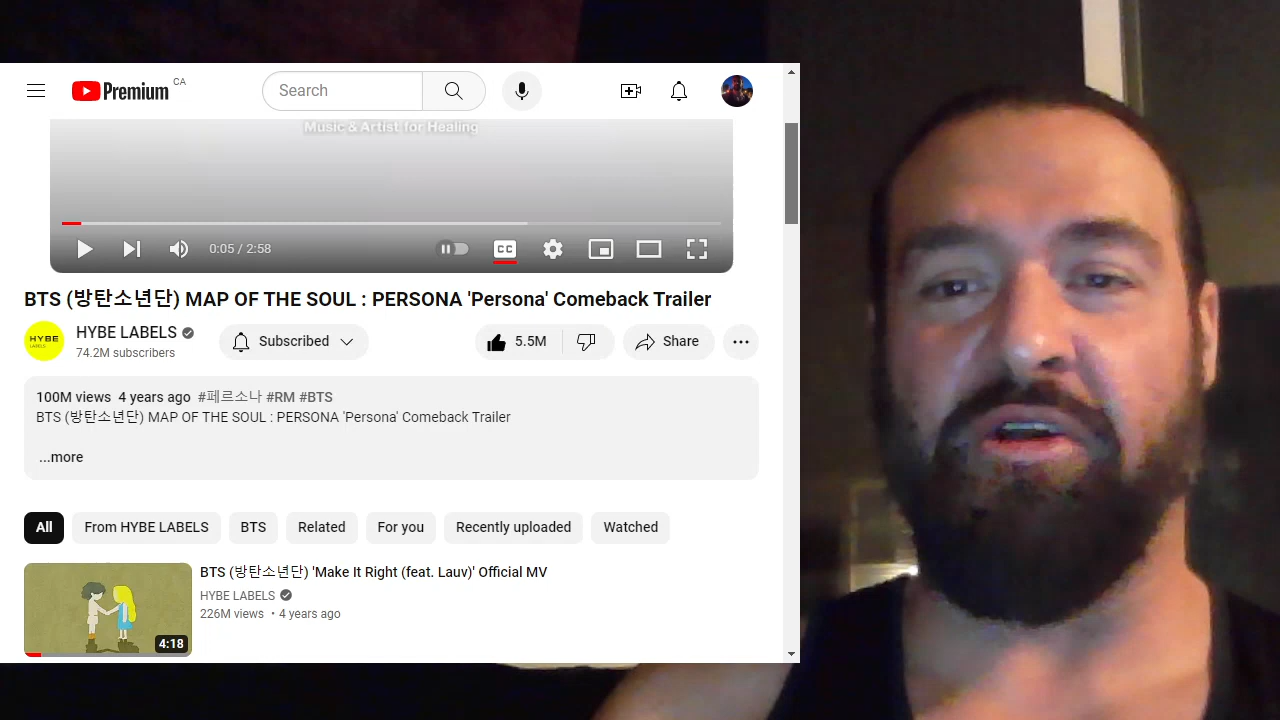 Premium CA
Search
Music & Artist for Healing
0:05 / 2:58
CC
BTS (방탄소년단) MAP OF THE SOUL : PERSONA 'Persona' Comeback Trailer
HYBE
LABELS
HYBE LABELS
74.2M subscribers
Subscribed
5.5M
Share
100M views 4 years ago #페르소나 #RM #BTS
BTS (방탄소년단) MAP OF THE SOUL : PERSONA 'Persona' Comeback Trailer
...more
All
From HYBE LABELS
BTS
Related
For you
Recently uploaded
Watched
4:18
BTS (방탄소년단) 'Make It Right (feat. Lauv)' Official MV
HYBE LABELS
226M views • 4 years ago